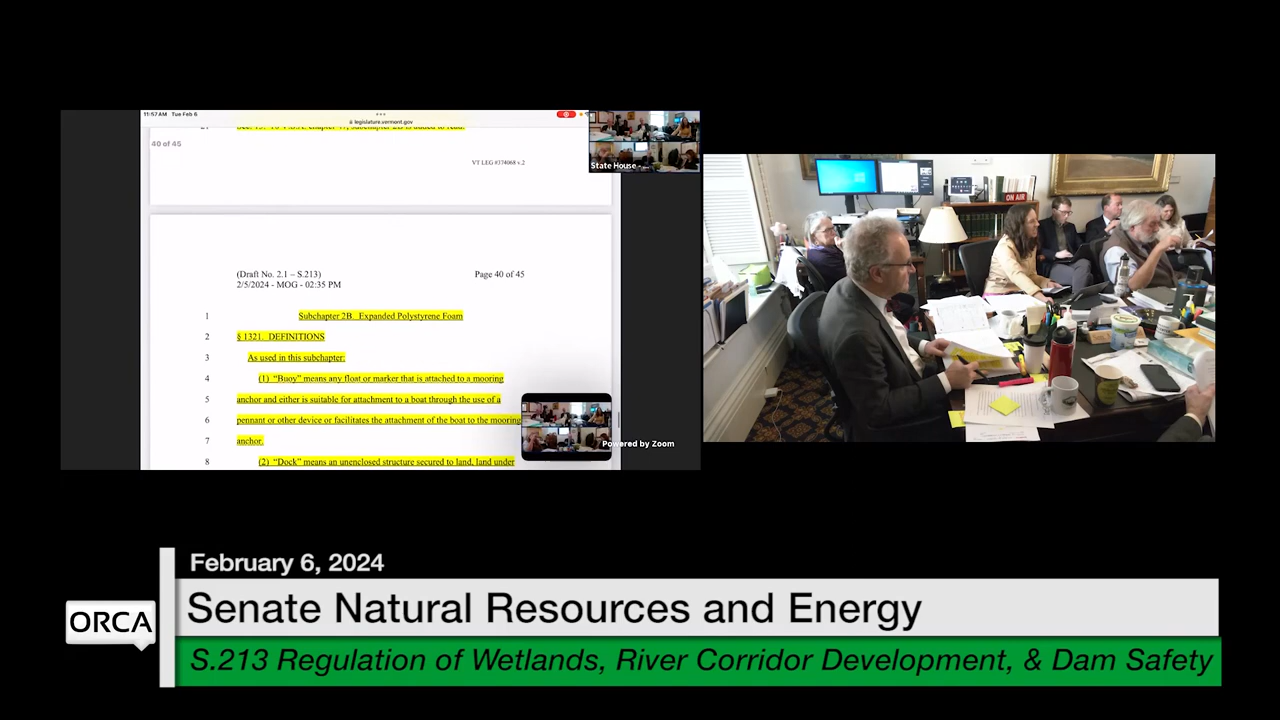 11:57 AM Tue Feb 6
legislature.vermont.gov
40 of 45
VT LEG #374068 v.2
State House -
(Draft No. 2.1 – S.213)
Page 40 of 45
2/5/2024 - MOG - 02:35 PM
1 Subchapter 2B. Expanded Polystyrene Foam
2 § 1321. DEFINITIONS
3 As used in this subchapter:
4 (1) “Buoy” means any float or marker that is attached to a mooring
5 anchor and either is suitable for attachment to a boat through the use of a
6 pennant or other device or facilitates the attachment of the boat to the mooring
7 anchor.
8 (2) “Dock” means an unenclosed structure secured to land, land under
Powered by Zoom
ON AIR
February 6, 2024
Senate Natural Resources and Energy
ORCA
S.213 Regulation of Wetlands, River Corridor Development, & Dam Safety